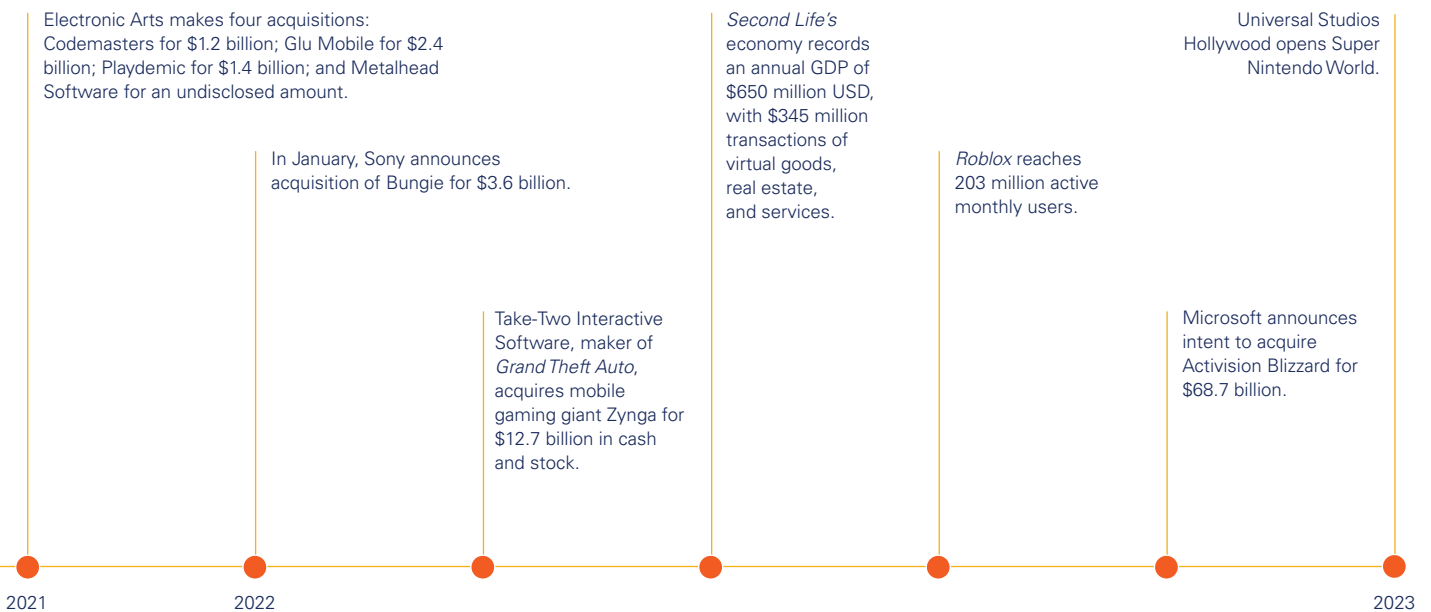 Electronic Arts makes four acquisitions:
Codemasters for $1.2 billion; Glu Mobile for $2.4
billion; Playdemic for $1.4 billion; and Metalhead
Software for an undisclosed amount.
In January, Sony announces
acquisition of Bungie for $3.6 billion.
Take-Two Interactive
Software, maker of
Grand Theft Auto,
acquires mobile
gaming giant Zynga for
$12.7 billion in cash
and stock.
Second Life's
economy records
an annual GDP of
$650 million USD,
with $345 million
transactions of
virtual goods,
real estate,
and services.
Roblox reaches
203 million active
monthly users.
Microsoft announces
intent to acquire
Activision Blizzard for
$68.7 billion.
Universal Studios
Hollywood opens Super
Nintendo World.
2021
2022
2023